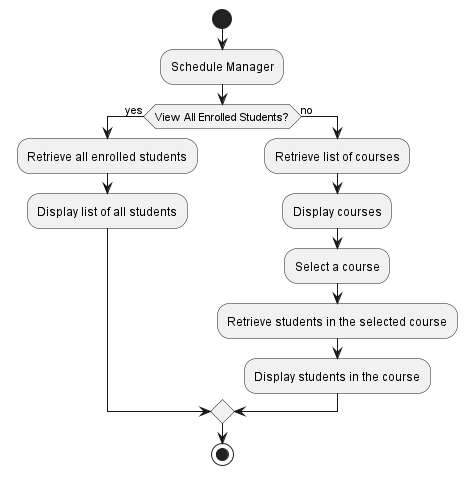 Schedule Manager
yes
View All Enrolled Students?
no
Retrieve all enrolled students
Retrieve list of courses
Display list of all students
Display courses
Select a course
Retrieve students in the selected course
Display students in the course